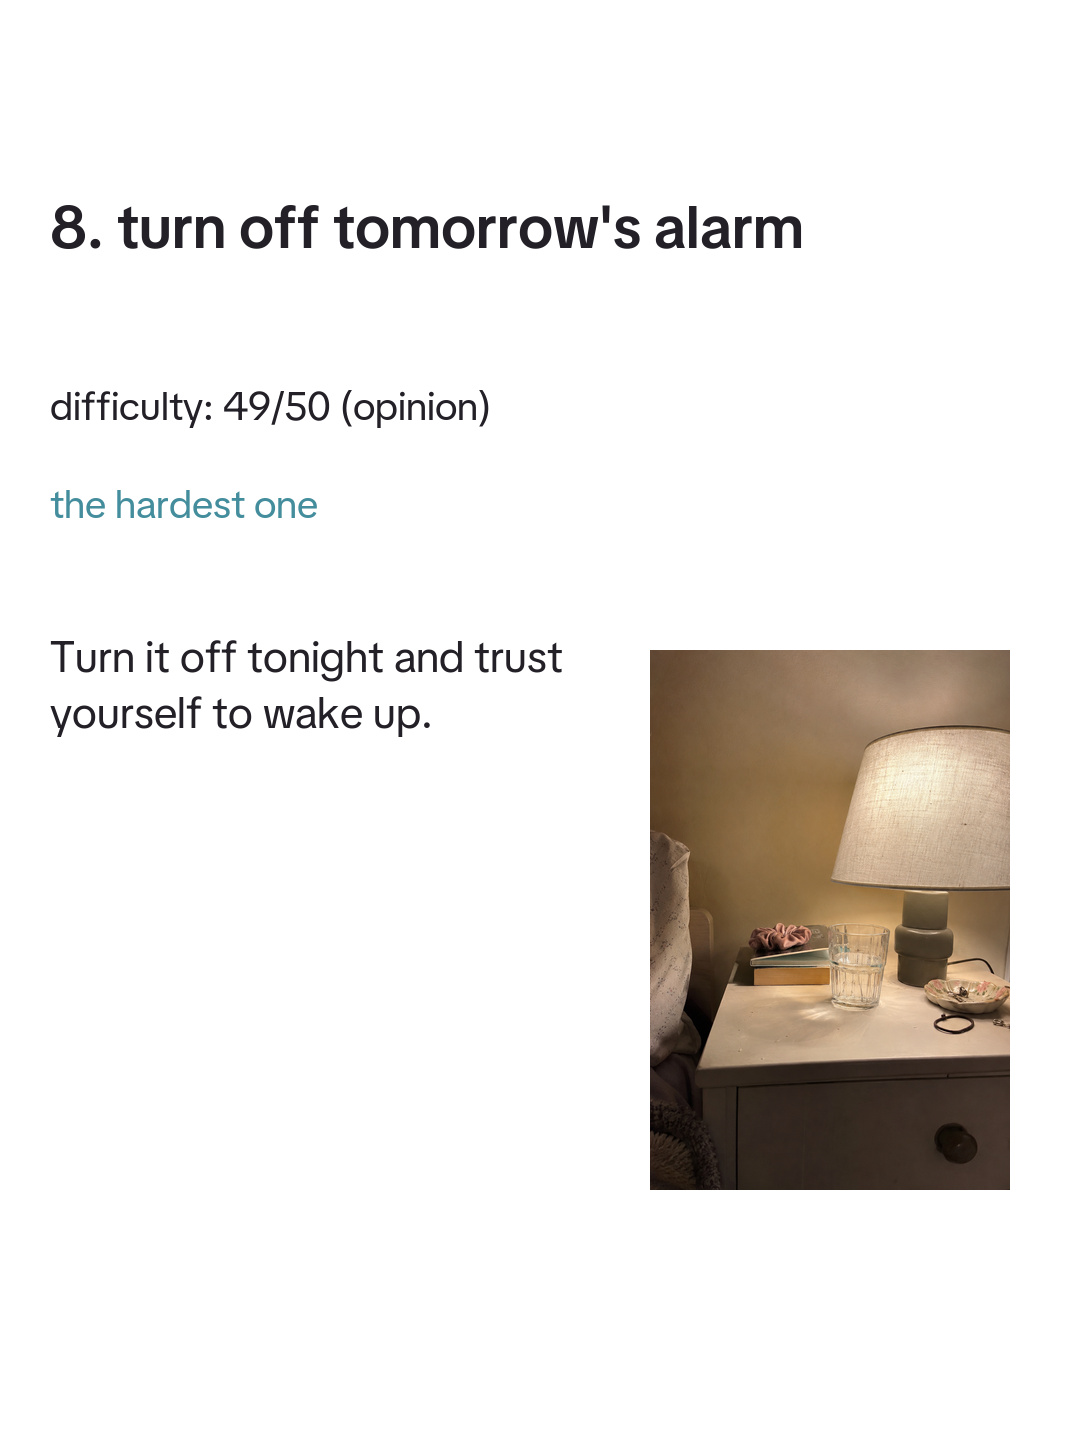 8. turn off tomorrow's alarm
difficulty: 49/50 (opinion)
the hardest one
Turn it off tonight and trust
yourself to wake up.